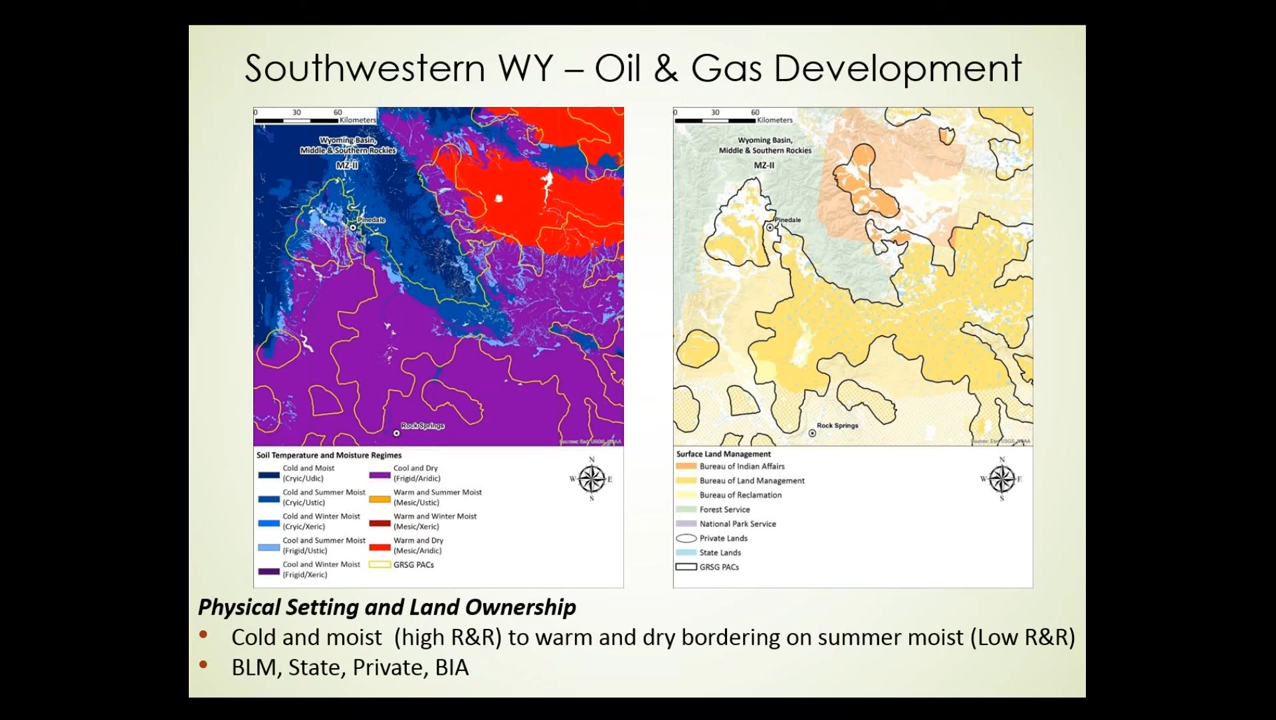 Southwestern WY – Oil & Gas Development
0 30 60
Kilometers
Wyoming Basin,
Middle & Southern Rockies
MZ-II
Pinedale
Rock Springs
Soil Temperature and Moisture Regimes
Cold and Moist
(Cryic/Udic)
Cold and Summer Moist
(Cryic/Ustic)
Cold and Winter Moist
(Cryic/Xeric)
Cool and Summer Moist
(Frigid/Ustic)
Cool and Winter Moist
(Frigid/Xeric)
Cool and Dry
(Frigid/Aridic)
Warm and Summer Moist
(Mesic/Ustic)
Warm and Winter Moist
(Mesic/Xeric)
Warm and Dry
(Mesic/Aridic)
GRSG PACs
N
W E
S
0 30 60
Kilometers
Wyoming Basin,
Middle & Southern Rockies
MZ-II
Pinedale
Rock Springs
Surface Land Management
Bureau of Indian Affairs
Bureau of Land Management
Bureau of Reclamation
Forest Service
National Park Service
Private Lands
State Lands
GRSG PACs
N
W E
S
Physical Setting and Land Ownership
• Cold and moist (high R&R) to warm and dry bordering on summer moist (Low R&R)
• BLM, State, Private, BIA